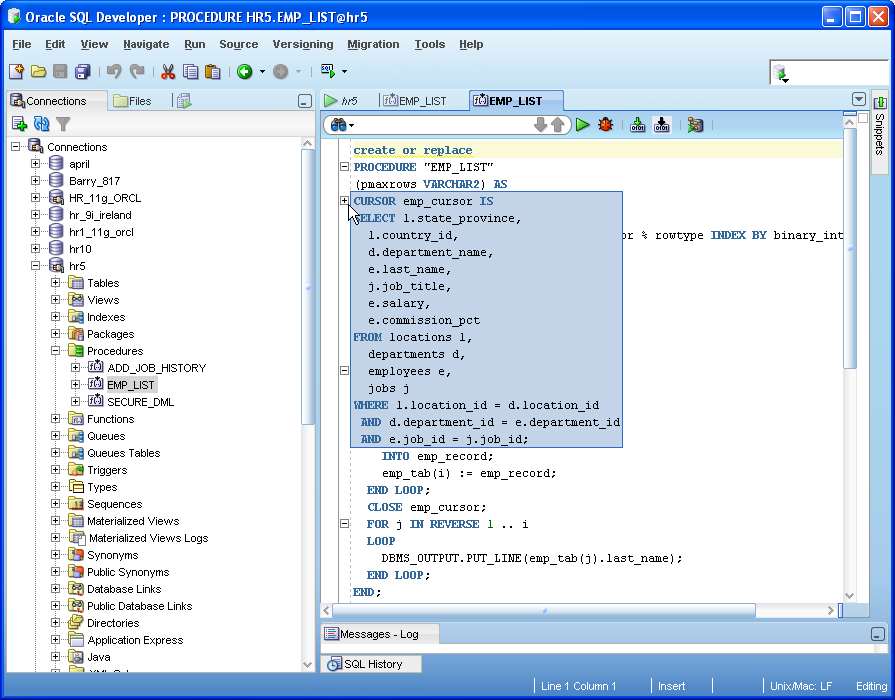 Oracle SQL Developer : PROCEDURE HR5.EMP_LIST@hr5
File Edit View Navigate Run Source Versioning Migration Tools Help
Connections Files
hr5 EMP_LIST EMP_LIST
Snippets
Connections
april
Barry_817
HR_11g_ORCL
hr_9i_ireland
hr1_11g_orcl
hr10
hr5
Tables
Views
Indexes
Packages
Procedures
ADD_JOB_HISTORY
EMP_LIST
SECURE_DML
Functions
Queues
Queues Tables
Triggers
Types
Sequences
Materialized Views
Materialized Views Logs
Synonyms
Public Synonyms
Database Links
Public Database Links
Directories
Application Express
Java
create or replace
PROCEDURE "EMP_LIST"
(pmaxrows VARCHAR2) AS
CURSOR emp_cursor IS
SELECT l.state_province,
l.country_id,
% rowtype INDEX BY binary_int
d.department_name,
e.last_name,
j.job_title,
e.salary,
e.commission_pct
FROM locations l,
departments d,
employees e,
jobs j
WHERE l.location_id = d.location_id
AND d.department_id = e.department_id
AND e.job_id = j.job_id;
INTO emp_record;
emp_tab(i) := emp_record;
END LOOP;
CLOSE emp_cursor;
FOR j IN REVERSE 1 .. i
LOOP
DBMS_OUTPUT.PUT_LINE(emp_tab(j).last_name);
END LOOP;
END;
Messages - Log
SQL History
Line 1 Column 1 Insert Unix/Mac: LF Editing